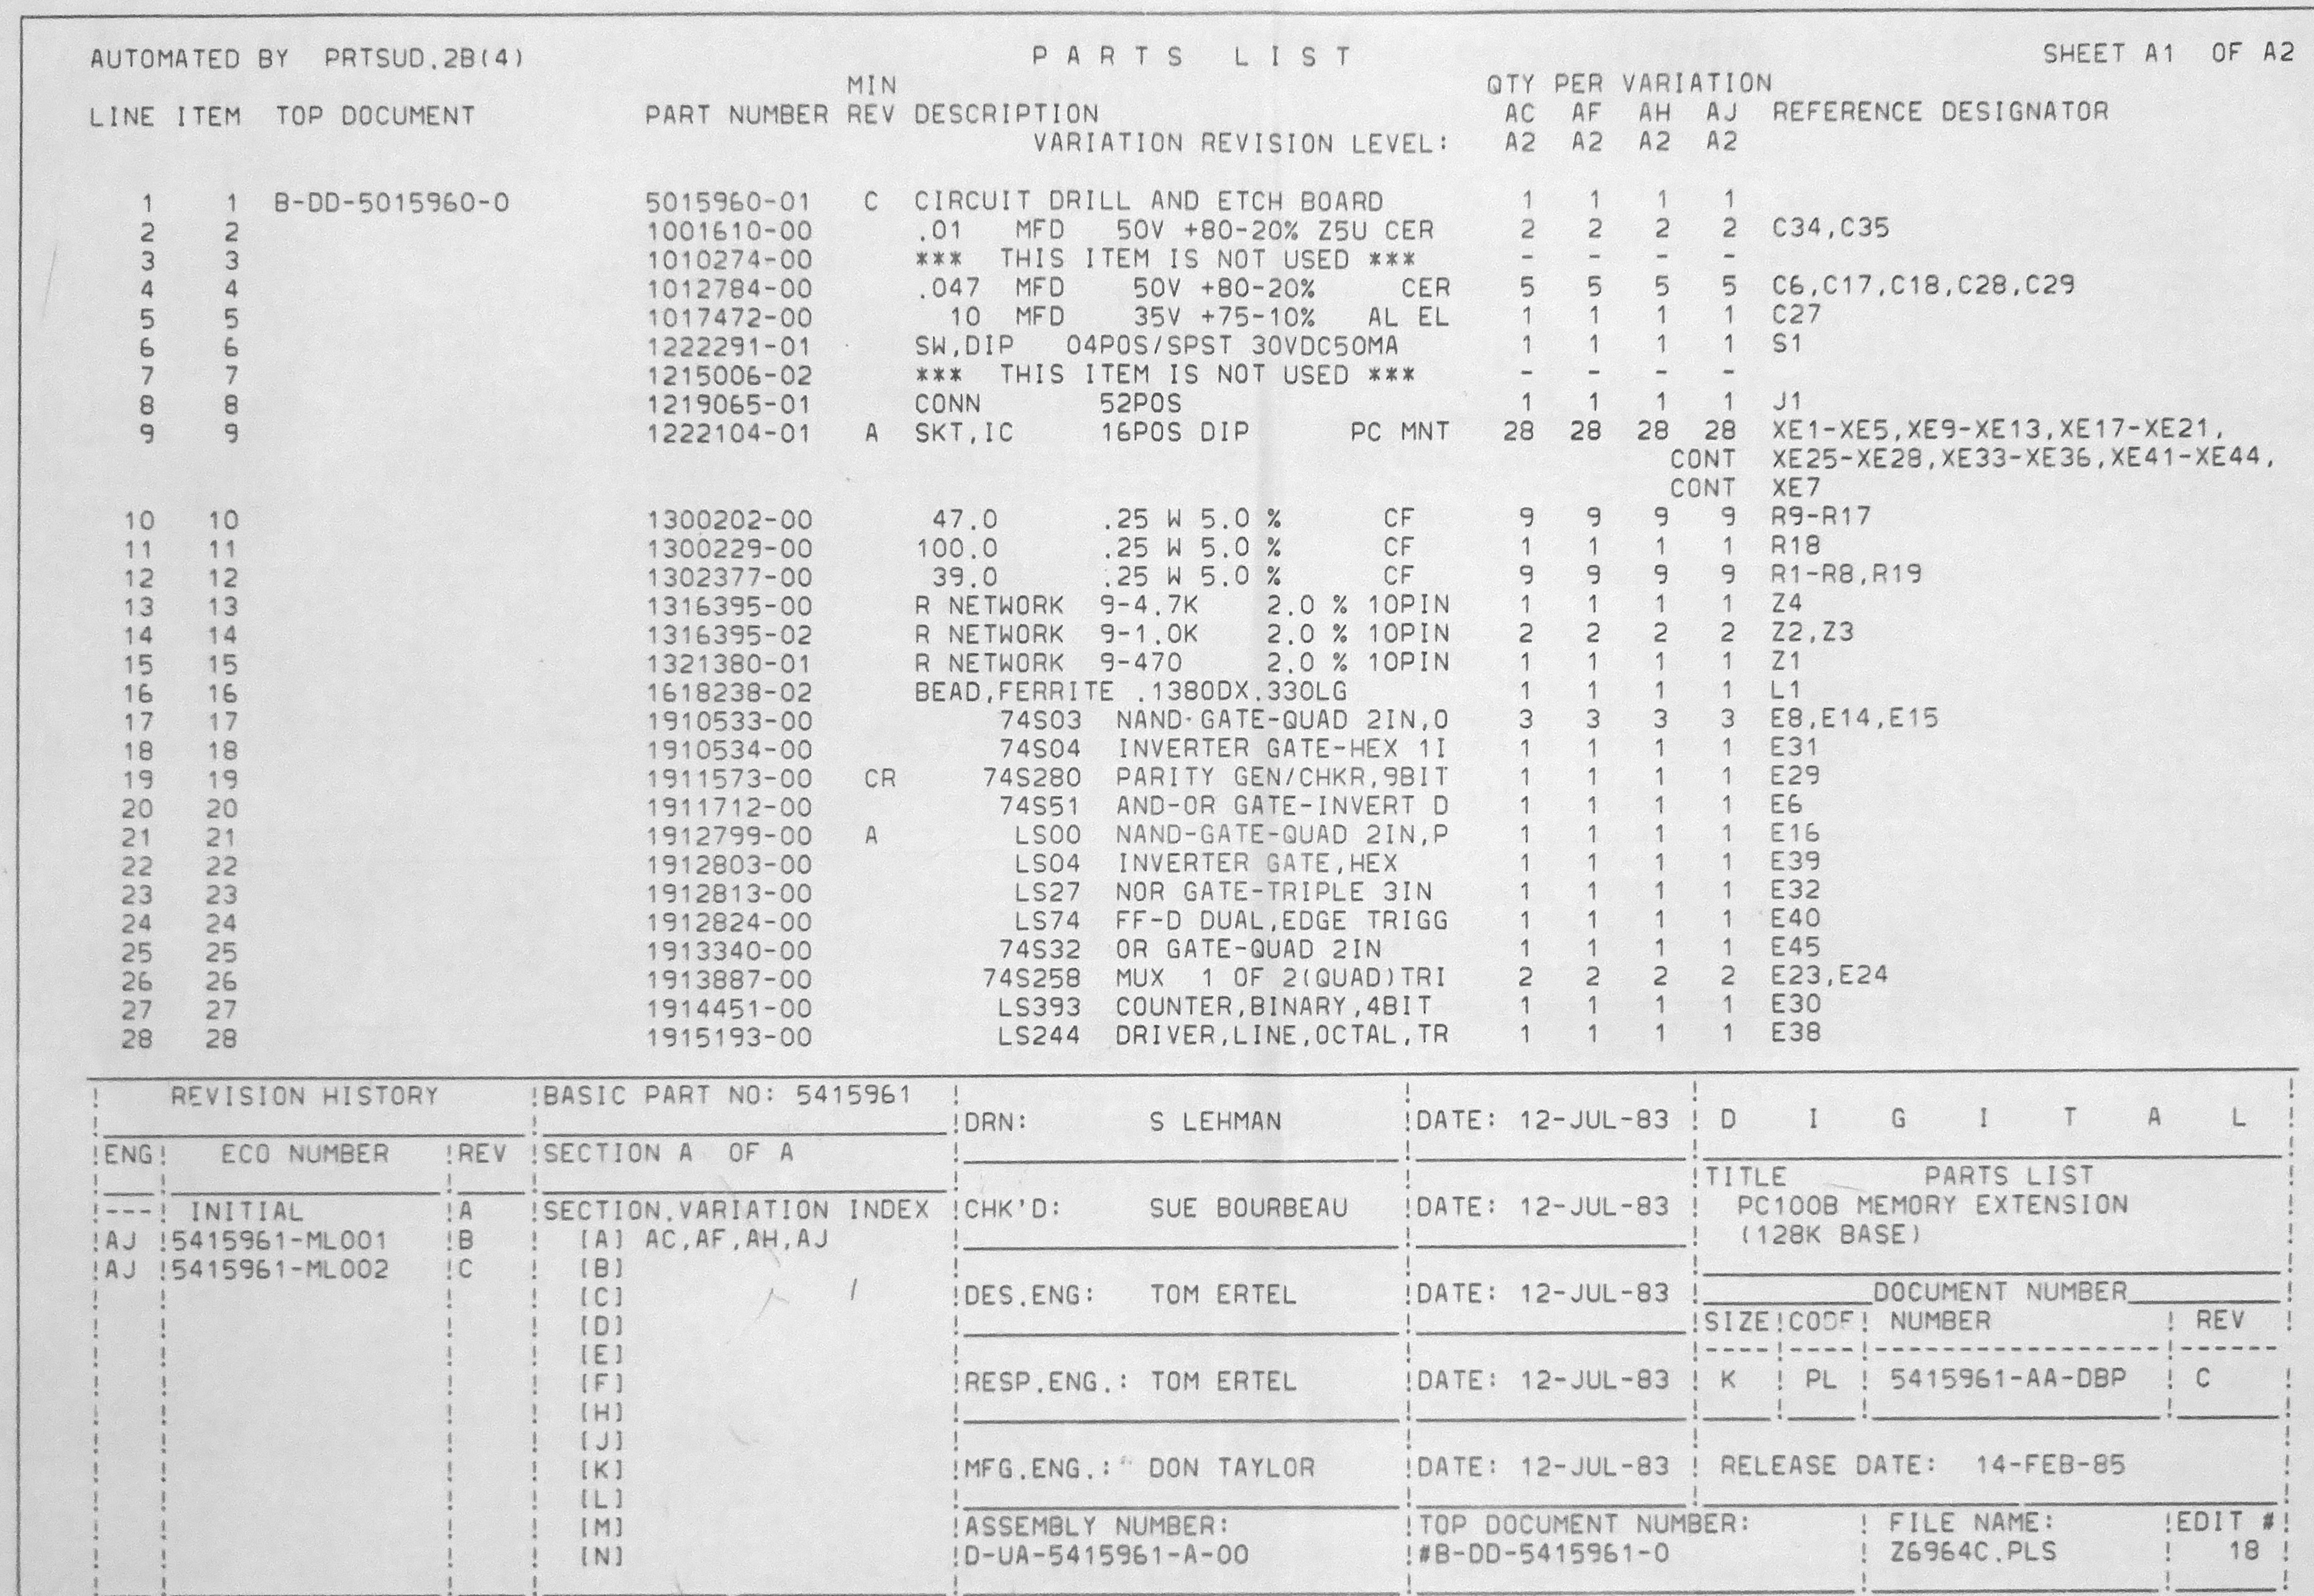 AUTOMATED BY PRTSUD.2B(4) PARTS LIST SHEET A1 OF A2
MIN QTY PER VARIATION
LINE ITEM TOP DOCUMENT PART NUMBER REV DESCRIPTION AC AF AH AJ REFERENCE DESIGNATOR
VARIATION REVISION LEVEL: A2 A2 A2 A2
1 1 B-DD-5015960-0 5015960-01 C CIRCUIT DRILL AND ETCH BOARD 1 1 1 1
2 2 1001610-00 .01 MFD 50V +80-20% Z5U CER 2 2 2 2 C34,C35
3 3 1010274-00 *** THIS ITEM IS NOT USED *** - - - -
4 4 1012784-00 .047 MFD 50V +80-20% CER 5 5 5 5 C6,C17,C18,C28,C29
5 5 1017472-00 10 MFD 35V +75-10% AL EL 1 1 1 1 C27
6 6 1222291-01 SW,DIP 04POS/SPST 30VDC50MA 1 1 1 1 S1
7 7 1215006-02 *** THIS ITEM IS NOT USED *** - - - -
8 8 1219065-01 CONN 52POS 1 1 1 1 J1
9 9 1222104-01 A SKT,IC 16POS DIP PC MNT 28 28 28 28 XE1-XE5,XE9-XE13,XE17-XE21,
CONT XE25-XE28,XE33-XE36,XE41-XE44,
CONT XE7
10 10 1300202-00 47.0 .25 W 5.0 % CF 9 9 9 9 R9-R17
11 11 1300229-00 100.0 .25 W 5.0 % CF 1 1 1 1 R18
12 12 1302377-00 39.0 .25 W 5.0 % CF 9 9 9 9 R1-R8,R19
13 13 1316395-00 R NETWORK 9-4.7K 2.0 % 10PIN 1 1 1 1 Z4
14 14 1316395-02 R NETWORK 9-1.0K 2.0 % 10PIN 2 2 2 2 Z2,Z3
15 15 1321380-01 R NETWORK 9-470 2.0 % 10PIN 1 1 1 1 Z1
16 16 1618238-02 BEAD,FERRITE .138ODX.330LG 1 1 1 1 L1
17 17 1910533-00 74S03 NAND-GATE-QUAD 2IN,O 3 3 3 3 E8,E14,E15
18 18 1910534-00 74S04 INVERTER GATE-HEX 1I 1 1 1 1 E31
19 19 1911573-00 CR 74S280 PARITY GEN/CHKR,9BIT 1 1 1 1 E29
20 20 1911712-00 74S51 AND-OR GATE-INVERT D 1 1 1 1 E6
21 21 1912799-00 A LS00 NAND-GATE-QUAD 2IN,P 1 1 1 1 E16
22 22 1912803-00 LS04 INVERTER GATE,HEX 1 1 1 1 E39
23 23 1912813-00 LS27 NOR GATE-TRIPLE 3IN 1 1 1 1 E32
24 24 1912824-00 LS74 FF-D DUAL,EDGE TRIGG 1 1 1 1 E40
25 25 1913340-00 74S32 OR GATE-QUAD 2IN 1 1 1 1 E45
26 26 1913887-00 74S258 MUX 1 OF 2(QUAD)TRI 2 2 2 2 E23,E24
27 27 1914451-00 LS393 COUNTER,BINARY,4BIT 1 1 1 1 E30
28 28 1915193-00 LS244 DRIVER,LINE,OCTAL,TR 1 1 1 1 E38
REVISION HISTORY !BASIC PART NO: 5415961
!DRN: S LEHMAN !DATE: 12-JUL-83 ! D I G I T A L !
!ENG! ECO NUMBER !REV !SECTION A OF A
!TITLE PARTS LIST
!---! INITIAL !A !SECTION.VARIATION INDEX !CHK'D: SUE BOURBEAU !DATE: 12-JUL-83 ! PC100B MEMORY EXTENSION
!AJ !5415961-ML001 !B ! [A] AC,AF,AH,AJ (128K BASE)
!AJ !5415961-ML002 !C ! [B]
! [C] !DES.ENG: TOM ERTEL !DATE: 12-JUL-83 ! DOCUMENT NUMBER
! [D] !SIZE!CODE! NUMBER ! REV !
! [E] !----!----!-----------------!------
! [F] !RESP.ENG.: TOM ERTEL !DATE: 12-JUL-83 ! K ! PL ! 5415961-AA-DBP ! C !
! [H]
! [J]
! [K] !MFG.ENG.: DON TAYLOR !DATE: 12-JUL-83 ! RELEASE DATE: 14-FEB-85
! [L]
! [M] !ASSEMBLY NUMBER: !TOP DOCUMENT NUMBER: ! FILE NAME: !EDIT #!
! [N] !D-UA-5415961-A-00 !#B-DD-5415961-0 ! Z6964C.PLS ! 18 !